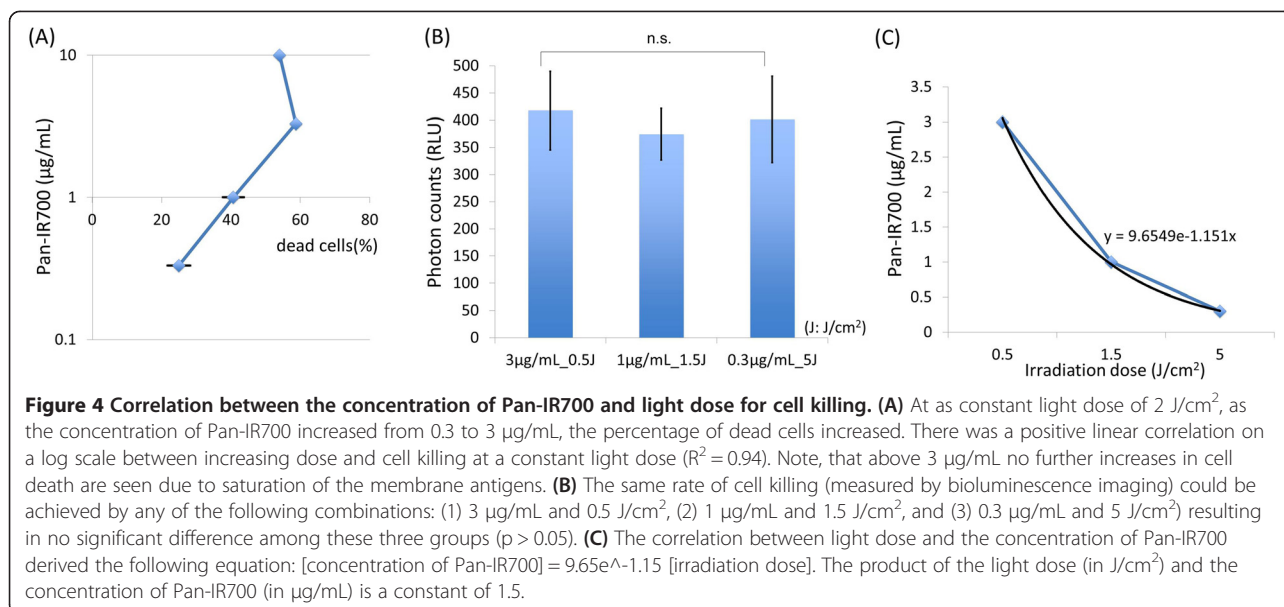 (A)
10
1
0.1
0
20
40
60
80
dead cells(%)
Pan-IR700 (µg/mL)
(B)
n.s.
500
450
400
350
300
250
200
150
100
50
0
Photon counts (RLU)
(J: J/cm²)
3µg/mL_0.5J
1µg/mL_1.5J
0.3µg/mL_5J
(C)
3.5
3
2.5
2
1.5
1
0.5
0
Pan-IR700 (µg/mL)
y = 9.6549e-1.151x
0.5
1.5
5
Irradiation dose (J/cm²)
Figure 4 Correlation between the concentration of Pan-IR700 and light dose for cell killing. (A) At as constant light dose of 2 J/cm², as
the concentration of Pan-IR700 increased from 0.3 to 3 µg/mL, the percentage of dead cells increased. There was a positive linear correlation on
a log scale between increasing dose and cell killing at a constant light dose (R² = 0.94). Note, that above 3 µg/mL no further increases in cell
death are seen due to saturation of the membrane antigens. (B) The same rate of cell killing (measured by bioluminescence imaging) could be
achieved by any of the following combinations: (1) 3 µg/mL and 0.5 J/cm², (2) 1 µg/mL and 1.5 J/cm², and (3) 0.3 µg/mL and 5 J/cm²) resulting
in no significant difference among these three groups (p > 0.05). (C) The correlation between light dose and the concentration of Pan-IR700
derived the following equation: [concentration of Pan-IR700] = 9.65e^-1.15 [irradiation dose]. The product of the light dose (in J/cm²) and the
concentration of Pan-IR700 (in µg/mL) is a constant of 1.5.